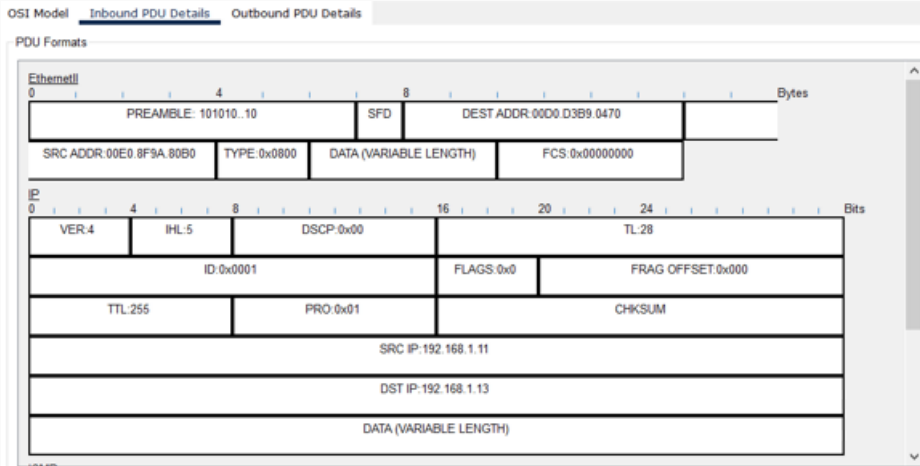 OSI Model Inbound PDU Details Outbound PDU Details
PDU Formats
EthernetII
0 4 8 Bytes
PREAMBLE: 101010..10 SFD DEST ADDR:00D0.D3B9.0470
SRC ADDR:00E0.8F9A.80B0 TYPE:0x0800 DATA (VARIABLE LENGTH) FCS:0x00000000
IP
0 4 8 16 20 24 Bits
VER:4 IHL:5 DSCP:0x00 TL:28
ID:0x0001 FLAGS:0x0 FRAG OFFSET:0x000
TTL:255 PRO:0x01 CHKSUM
SRC IP:192.168.1.11
DST IP:192.168.1.13
DATA (VARIABLE LENGTH)